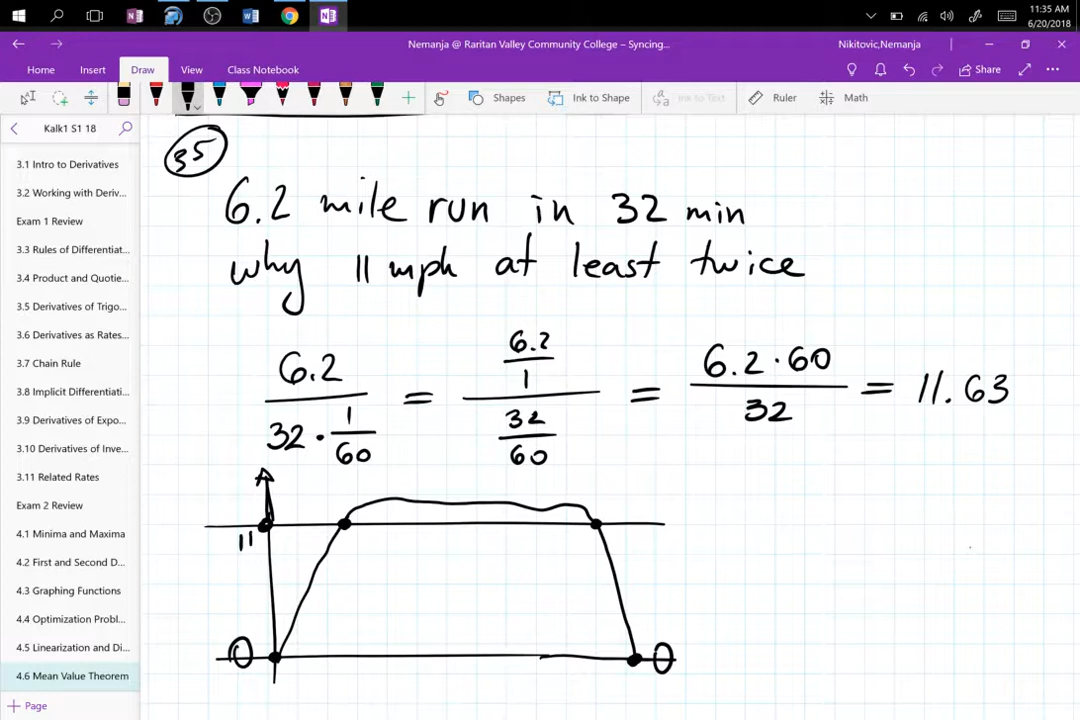 11:35 AM
6/20/2018
Nemanja @ Raritan Valley Community College – Syncing...
Nikitovic,Nemanja
Home Insert Draw View Class Notebook
Share
Shapes Ink to Shape Ink to Text Ruler Math
Kalk1 S1 18
3.1 Intro to Derivatives
3.2 Working with Deriv...
Exam 1 Review
3.3 Rules of Differentiat...
3.4 Product and Quotie...
3.5 Derivatives of Trigo...
3.6 Derivatives as Rates...
3.7 Chain Rule
3.8 Implicit Differentiati...
3.9 Derivatives of Expo...
3.10 Derivatives of Inve...
3.11 Related Rates
Exam 2 Review
4.1 Minima and Maxima
4.2 First and Second D...
4.3 Graphing Functions
4.4 Optimization Probl...
4.5 Linearization and Di...
4.6 Mean Value Theorem
+ Page
35
6.2 mile run in 32 min
why 11 mph at least twice
6.2 / (32 · 1/60) = (6.2/1) / (32/60) = (6.2 · 60) / 32 = 11.63
11
0 0